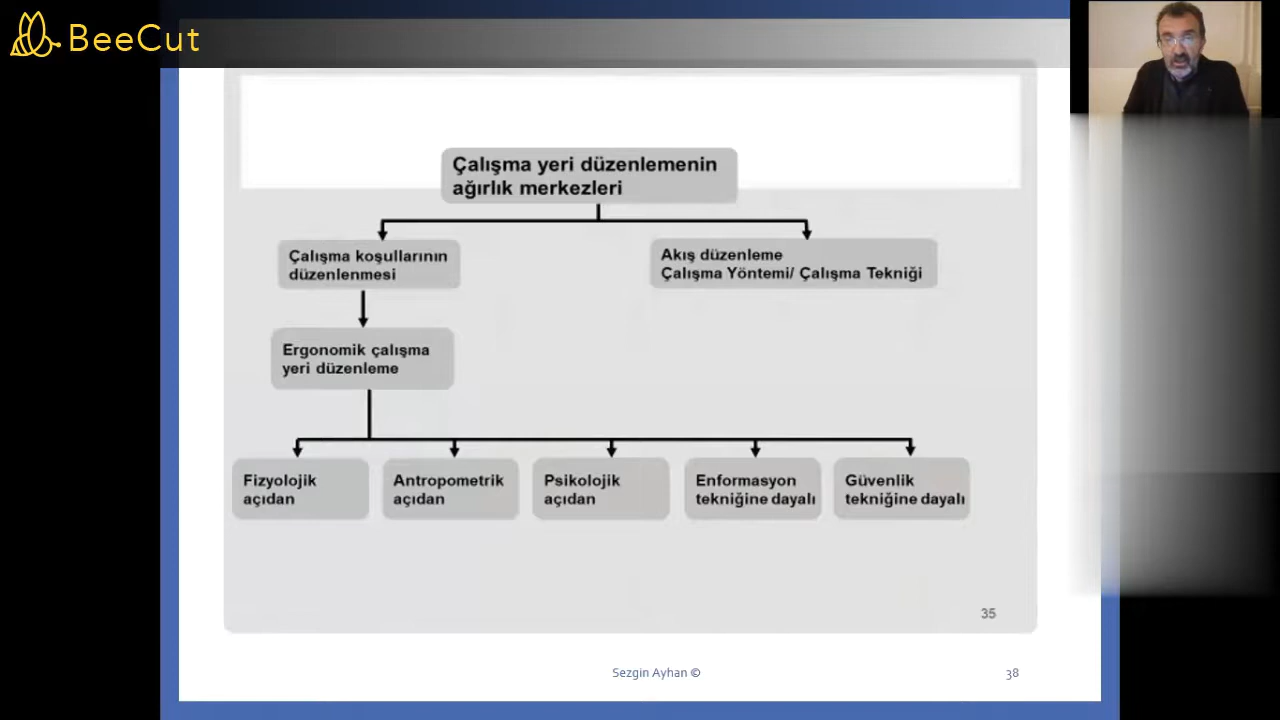 BeeCut
Çalışma yeri düzenlemenin
ağırlık merkezleri
Çalışma koşullarının
düzenlenmesi
Akış düzenleme
Çalışma Yöntemi/ Çalışma Tekniği
Ergonomik çalışma
yeri düzenleme
Fizyolojik
açıdan
Antropometrik
açıdan
Psikolojik
açıdan
Enformasyon
tekniğine dayalı
Güvenlik
tekniğine dayalı
35
Sezgin Ayhan ©
38